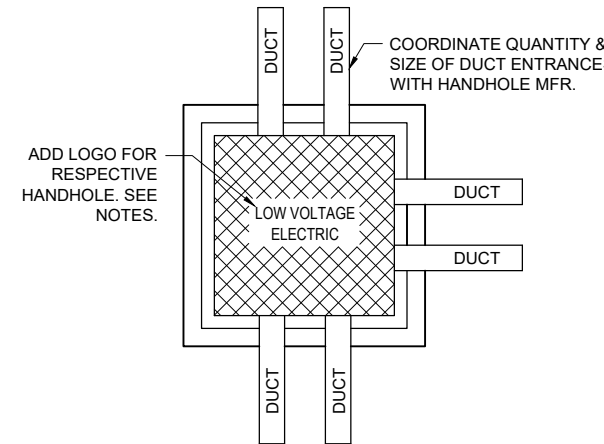 DUCT
DUCT
COORDINATE QUANTITY &
SIZE OF DUCT ENTRANCE
WITH HANDHOLE MFR.
ADD LOGO FOR
RESPECTIVE
HANDHOLE. SEE
NOTES.
LOW VOLTAGE
ELECTRIC
DUCT
DUCT
DUCT
DUCT